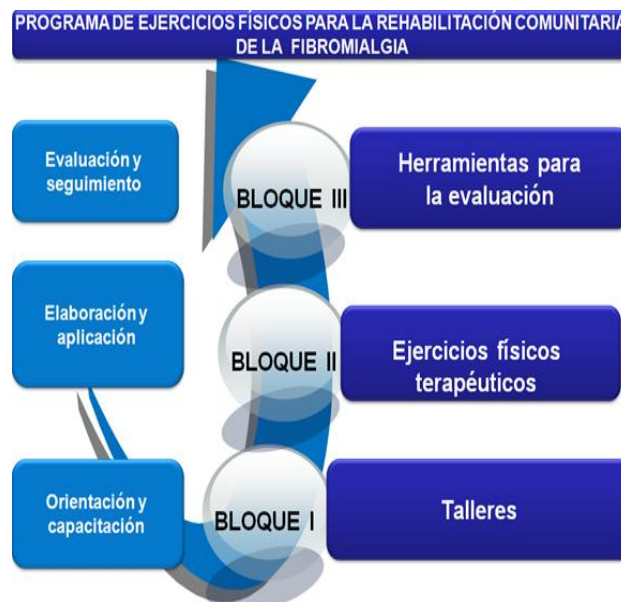 PROGRAMA DE EJERCICIOS FÍSICOS PARA LA REHABILITACIÓN COMUNITARIA
DE LA FIBROMIALGIA
Evaluación y
seguimiento
BLOQUE III
Herramientas para
la evaluación
Elaboración y
aplicación
BLOQUE II
Ejercicios físicos
terapéuticos
Orientación y
capacitación
BLOQUE I
Talleres